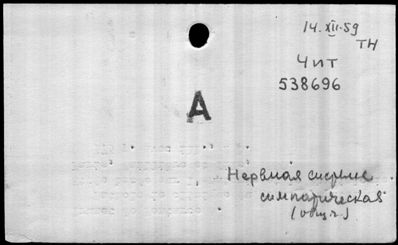 14.XII.59
ТН
Чит
538696
А
Нервная система
симпатическая
(общ.)